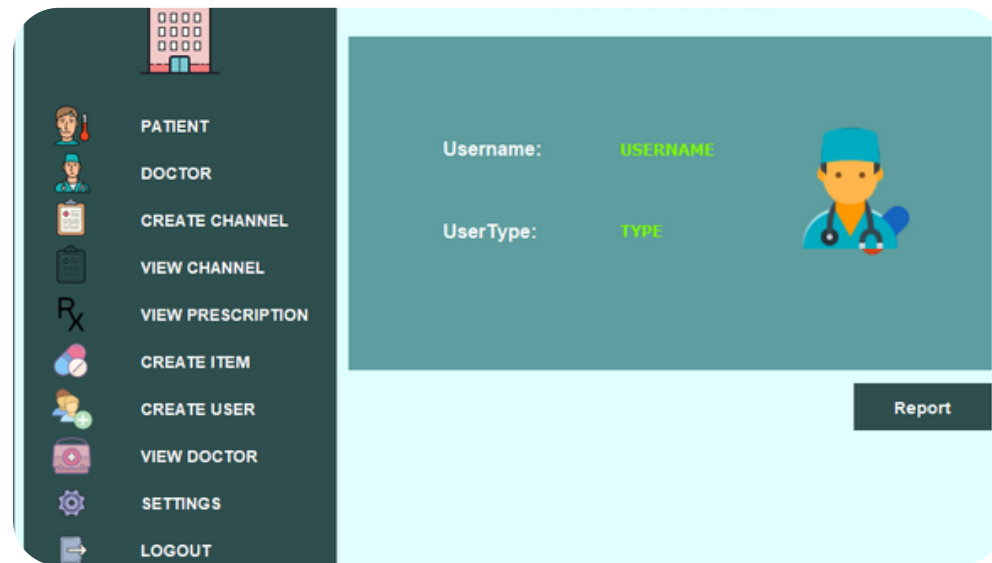 PATIENT
DOCTOR
CREATE CHANNEL
VIEW CHANNEL
Rx
VIEW PRESCRIPTION
CREATE ITEM
CREATE USER
VIEW DOCTOR
SETTINGS
LOGOUT
Username: USERNAME
UserType: TYPE
Report